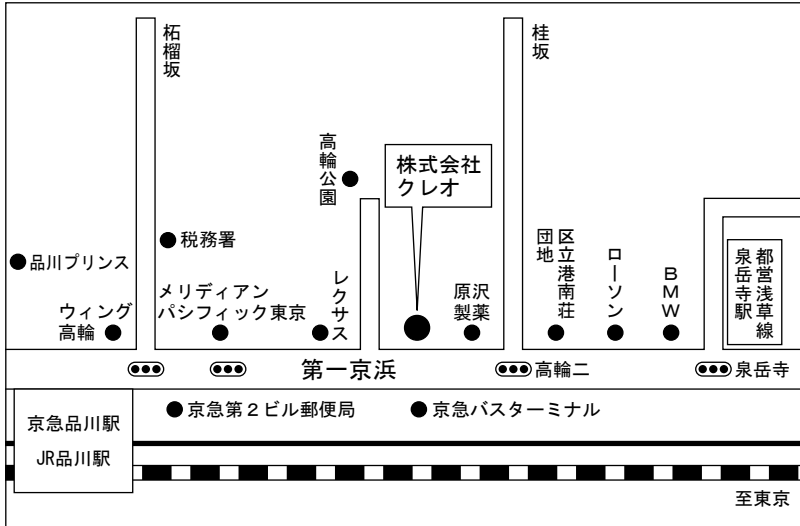 柘榴坂
桂坂
高輪公園
株式会社
クレオ
税務署
品川プリンス
ウィング
高輪
メリディアン
パシフィック東京
レクサス
原沢
製薬
区立港南荘
団地
ローソン
BMW
都営浅草線
泉岳寺駅
第一京浜
高輪二
泉岳寺
京急品川駅
JR品川駅
京急第2ビル郵便局
京急バスターミナル
至東京